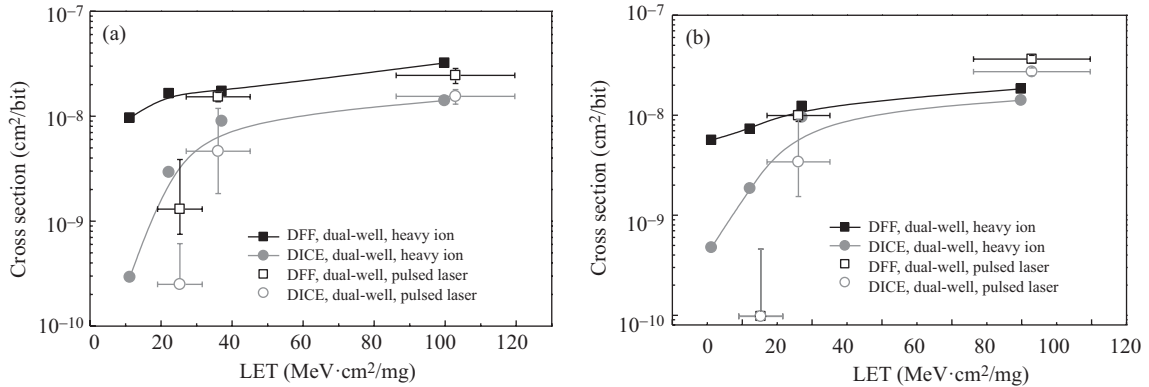 (a)
Cross section (cm²/bit)
10⁻⁷
10⁻⁸
10⁻⁹
10⁻¹⁰
DFF, dual-well, heavy ion
DICE, dual-well, heavy ion
DFF, dual-well, pulsed laser
DICE, dual-well, pulsed laser
0 20 40 60 80 100 120
LET (MeV·cm²/mg)
(b)
Cross section (cm²/bit)
10⁻⁷
10⁻⁸
10⁻⁹
10⁻¹⁰
DFF, dual-well, heavy ion
DICE, dual-well, heavy ion
DFF, dual-well, pulsed laser
DICE, dual-well, pulsed laser
0 20 40 60 80 100 120
LET (MeV·cm²/mg)